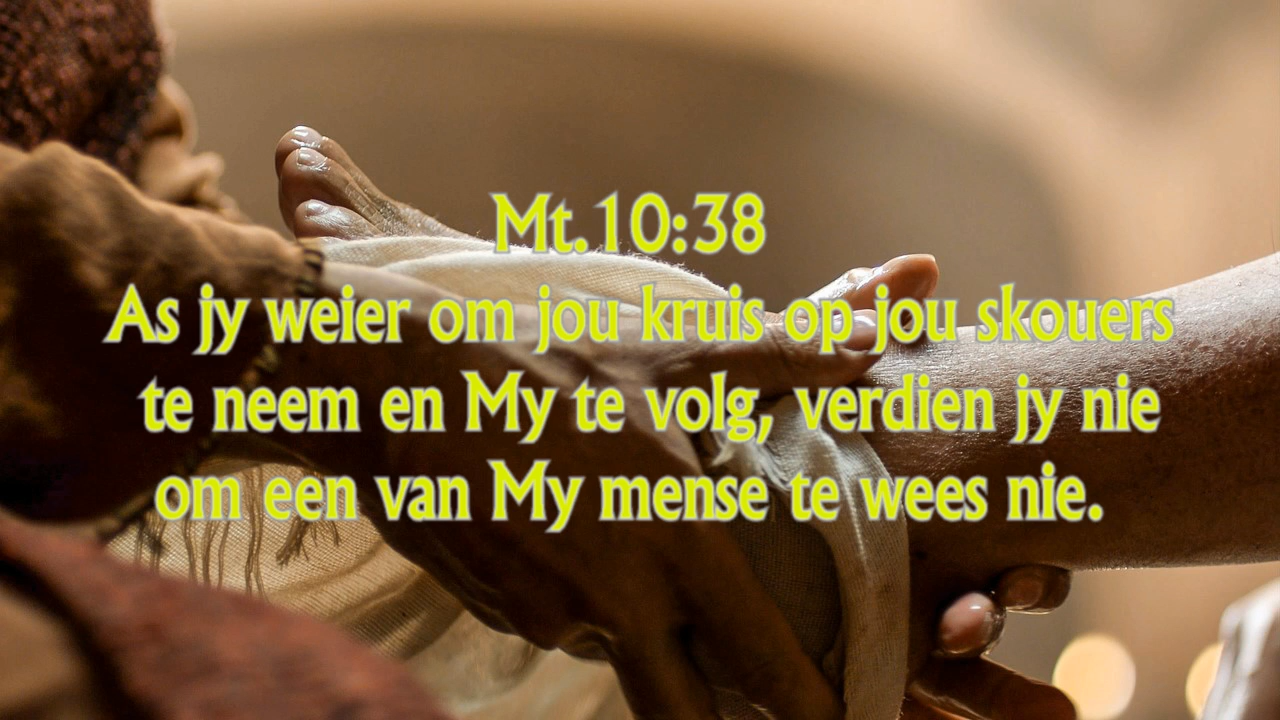 Mt.10:38
As jy weier om jou kruis op jou skouers
te neem en My te volg, verdien jy nie
om een van My mense te wees nie.